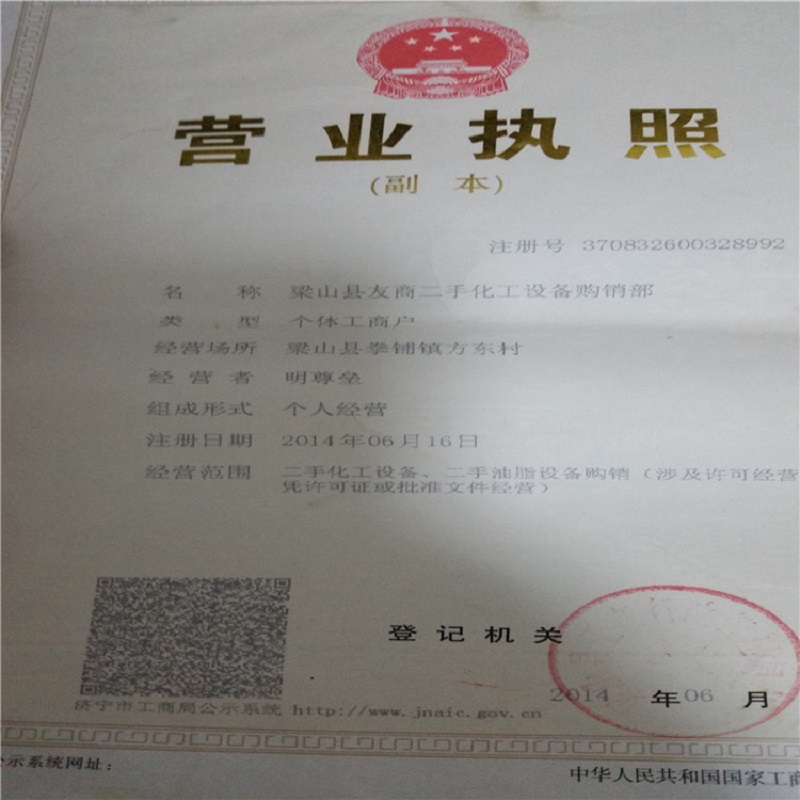 营业执照
(副 本)
注册号 370832600328992
名 称 梁山县友商二手化工设备购销部
类 型 个体工商户
经营场所 梁山县拳铺镇方东村
经营者 明尊垒
组成形式 个人经营
注册日期 2014年06月16日
经营范围 二手化工设备、二手油脂设备购销（涉及许可经营
凭许可证或批准文件经营）
登记机关
2014 年06 月
济宁市工商局公示系统 http://www.jnaic.gov.cn
示系统网址：
中华人民共和国国家工商